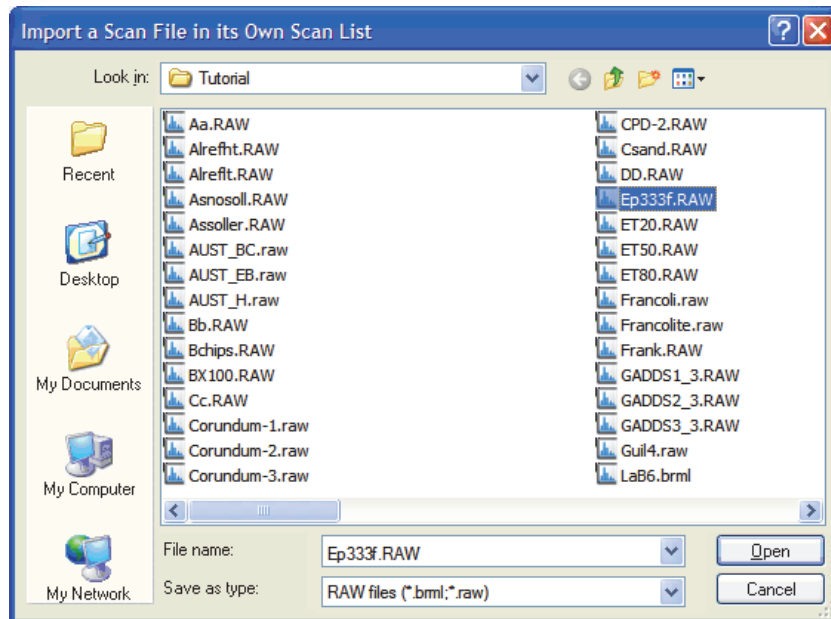 Import a Scan File in its Own Scan List
Look in:
Tutorial
Recent
Desktop
My Documents
My Computer
My Network
Aa.RAW
Alrefht.RAW
Alreflt.RAW
Asnosoll.RAW
Assoller.RAW
AUST_BC.raw
AUST_EB.raw
AUST_H.raw
Bb.RAW
Bchips.RAW
BX100.RAW
Cc.RAW
Corundum-1.raw
Corundum-2.raw
Corundum-3.raw
CPD-2.RAW
Csand.RAW
DD.RAW
Ep333f.RAW
ET20.RAW
ET50.RAW
ET80.RAW
Francoli.raw
Francolite.raw
Frank.RAW
GADDS1_3.RAW
GADDS2_3.RAW
GADDS3_3.RAW
Guil4.raw
LaB6.brml
File name:
Ep333f.RAW
Open
Save as type:
RAW files (*.brml;*.raw)
Cancel